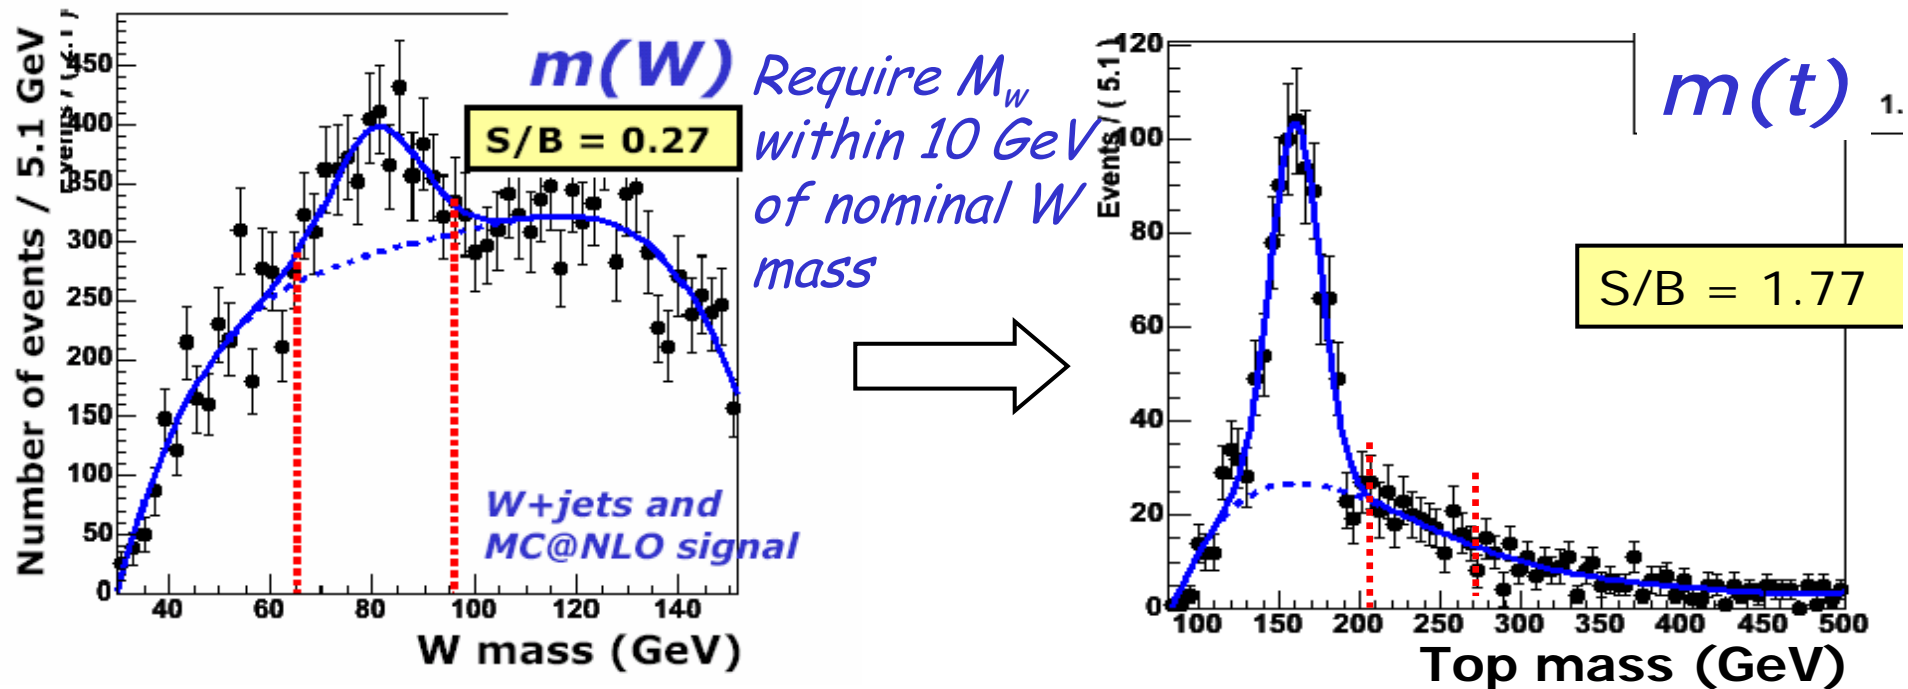 Number of events / 5.1 GeV
450
400
350
300
250
200
150
100
50
0
40 60 80 100 120 140
W mass (GeV)
m(W)
S/B = 0.27
W+jets and
MC@NLO signal
Require Mw
within 10 GeV
of nominal W
mass
Events / ( 5.1 )
120
100
80
60
40
20
0
100 150 200 250 300 350 400 450 500
Top mass (GeV)
m(t)
1.
S/B = 1.77